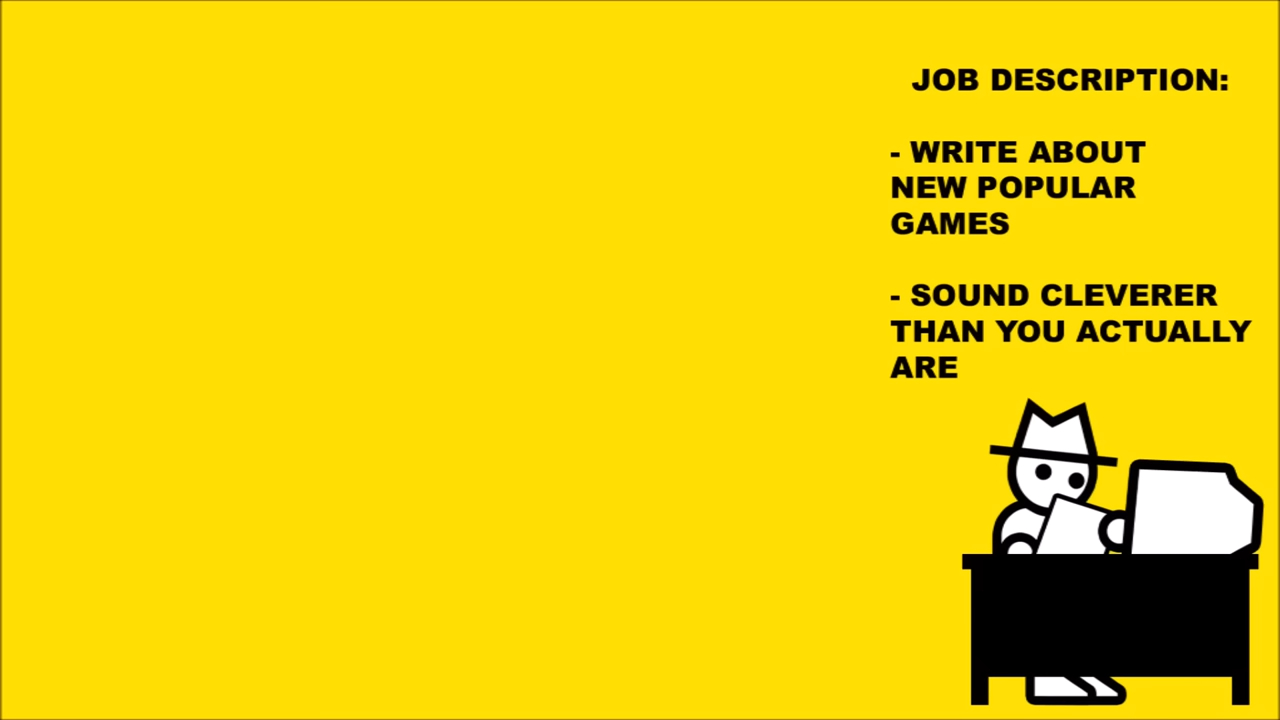 JOB DESCRIPTION:
- WRITE ABOUT
NEW POPULAR
GAMES
- SOUND CLEVERER
THAN YOU ACTUALLY
ARE